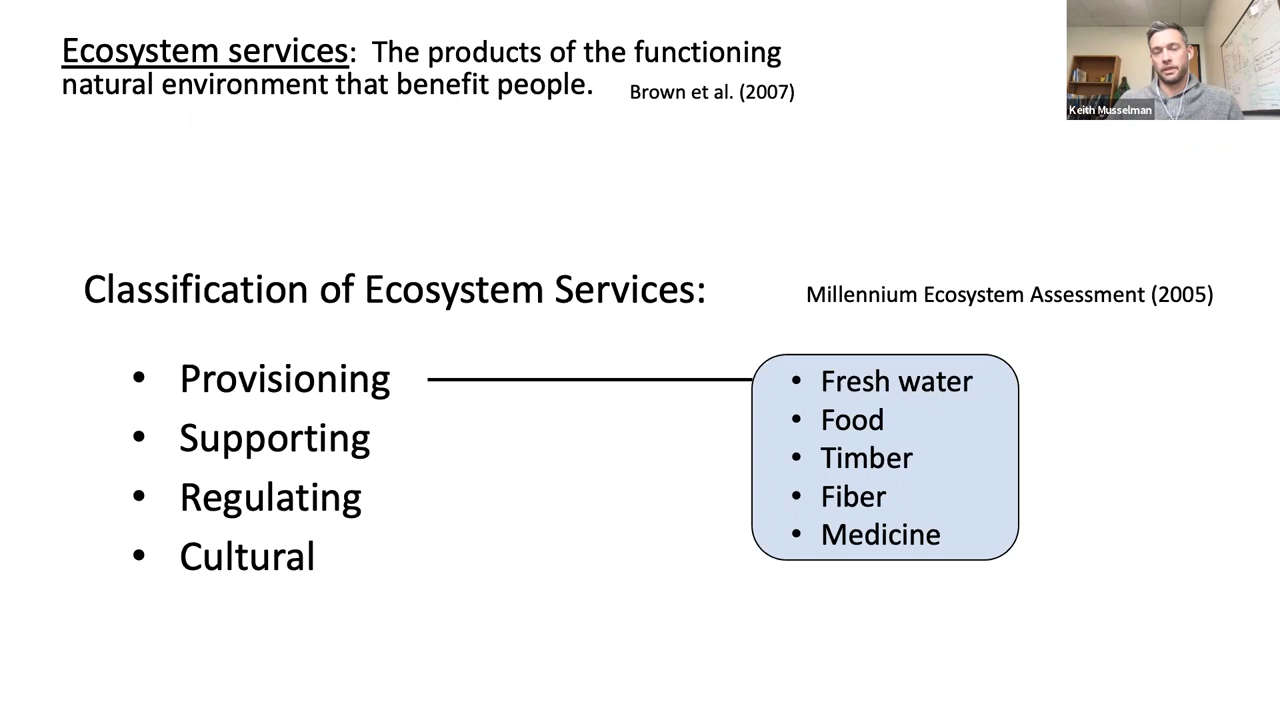 Ecosystem services: The products of the functioning
natural environment that benefit people. Brown et al. (2007)
Keith Musselman
Classification of Ecosystem Services: Millennium Ecosystem Assessment (2005)
• Provisioning
• Supporting
• Regulating
• Cultural
• Fresh water
• Food
• Timber
• Fiber
• Medicine